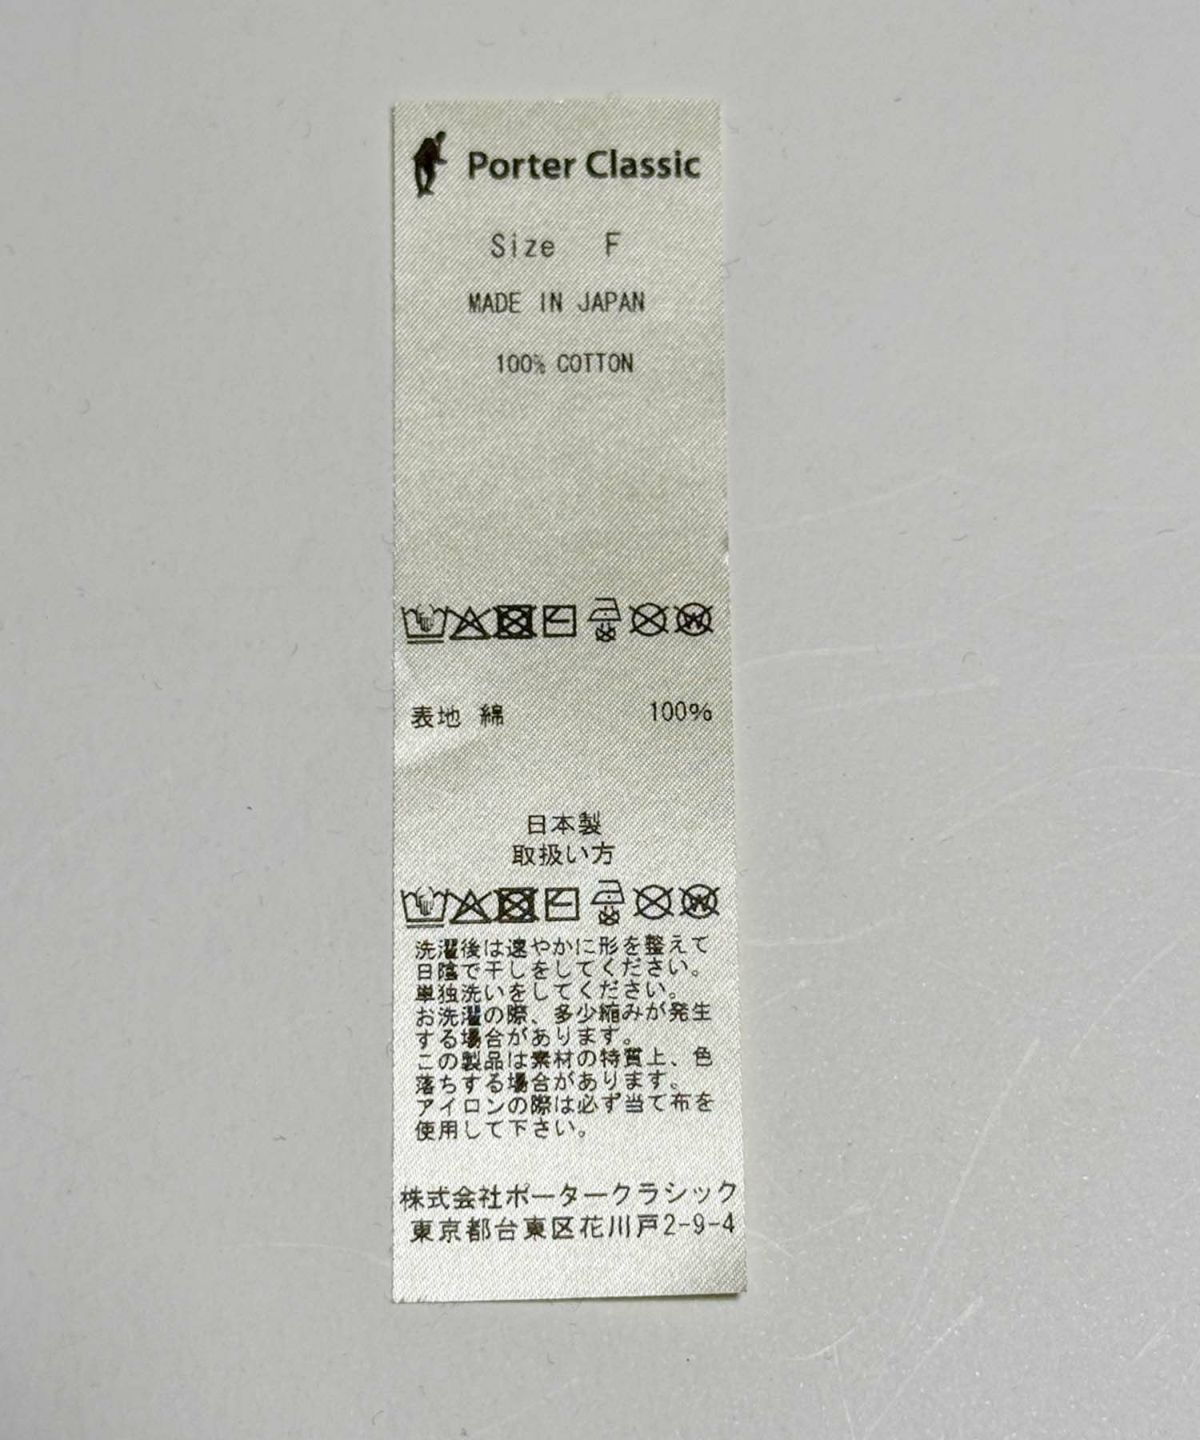 Porter Classic
Size F
MADE IN JAPAN
100% COTTON
W
表地 綿 100%
日本製
取扱い方
W
洗濯後は速やかに形を整えて
日陰で干しをしてください。
単独洗いをしてください。
お洗濯の際、多少縮みが発生
する場合があります。
この製品は素材の特質上、色
落ちする場合があります。
アイロンの際は必ず当て布を
使用して下さい。
株式会社ポータークラシック
東京都台東区花川戸2-9-4